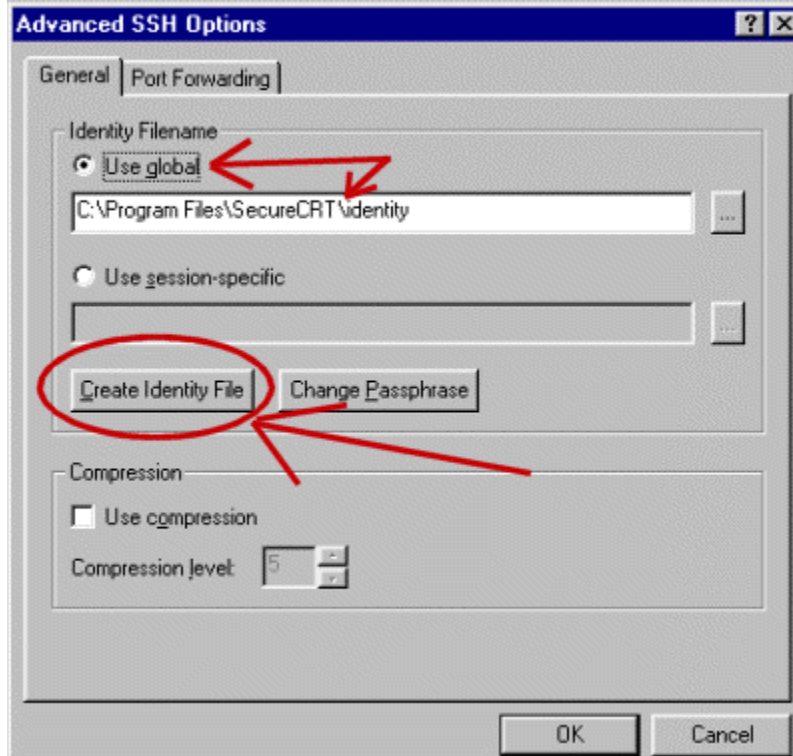 Advanced SSH Options
General
Port Forwarding
Identity Filename
Use global
C:\Program Files\SecureCRT\identity
...
Use session-specific
...
Create Identity File
Change Passphrase
Compression
Use compression
Compression level:
5
OK
Cancel